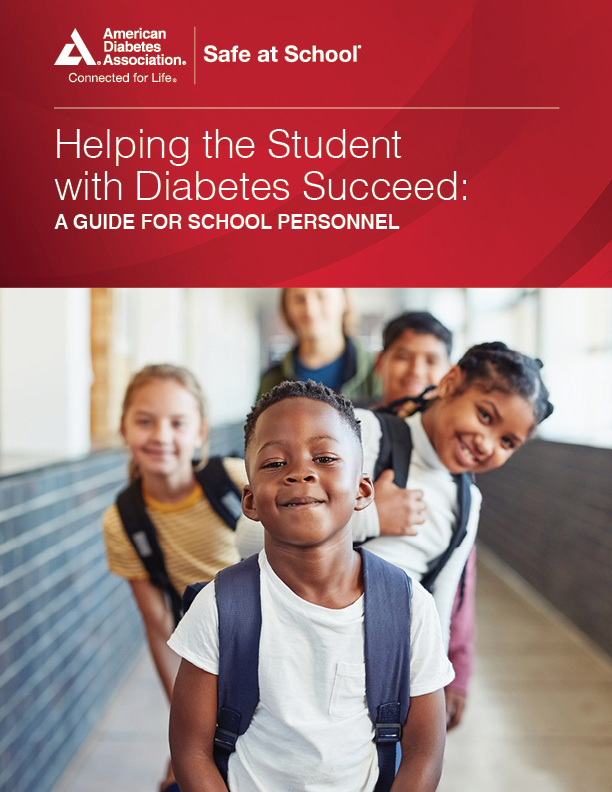 American
Diabetes
Association®
Connected for Life®
Safe at School®
Helping the Student
with Diabetes Succeed:
A GUIDE FOR SCHOOL PERSONNEL